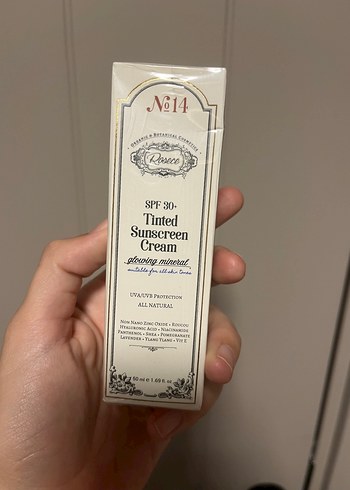 №14
Organic & Botanical Cosmetics
Rosece
SPF 30+
Tinted
Sunscreen
Cream
glowing mineral
suitable for all skin tones
UVA/UVB Protection
All Natural
Non Nano Zinc Oxide • Kougou
Hyaluronic Acid • Niacinamide
Panthenol • Shea • Pomegranate
Lavender • Ylang Ylang • Vit E
50 ml ℮ 1.69 fl. oz